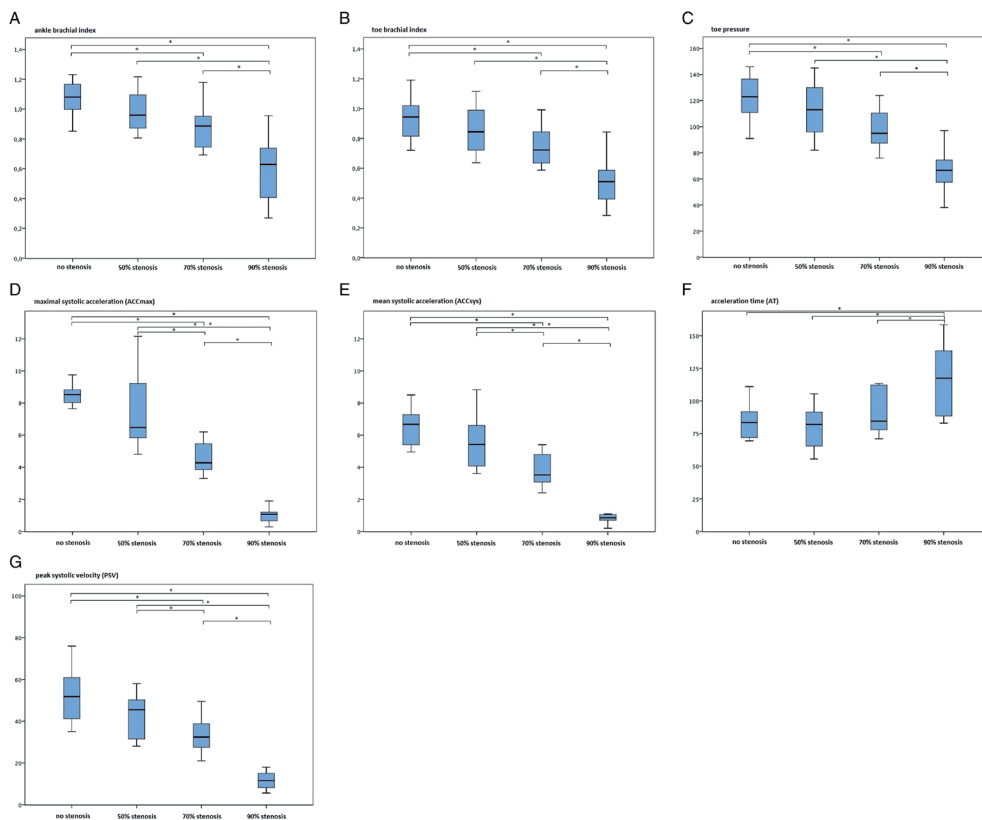 A
ankle brachial index
* * * *
1,4
1,2
1,0
0,8
0,6
0,4
0,2
0,0
no stenosis 50% stenosis 70% stenosis 90% stenosis
B
toe brachial index
* * * *
1,4
1,2
1,0
0,8
0,6
0,4
0,2
0,0
no stenosis 50% stenosis 70% stenosis 90% stenosis
C
toe pressure
* * * *
160
140
120
100
80
60
40
20
0
no stenosis 50% stenosis 70% stenosis 90% stenosis
D
maximal systolic acceleration (ACCmax)
* * * * * *
12
10
8
6
4
2
0
no stenosis 50% stenosis 70% stenosis 90% stenosis
E
mean systolic acceleration (ACCsys)
* * * * * *
12
10
8
6
4
2
0
no stenosis 50% stenosis 70% stenosis 90% stenosis
F
acceleration time (AT)
* * *
150
125
100
75
50
25
0
no stenosis 50% stenosis 70% stenosis 90% stenosis
G
peak systolic velocity (PSV)
* * * * *
100
80
60
40
20
0
no stenosis 50% stenosis 70% stenosis 90% stenosis